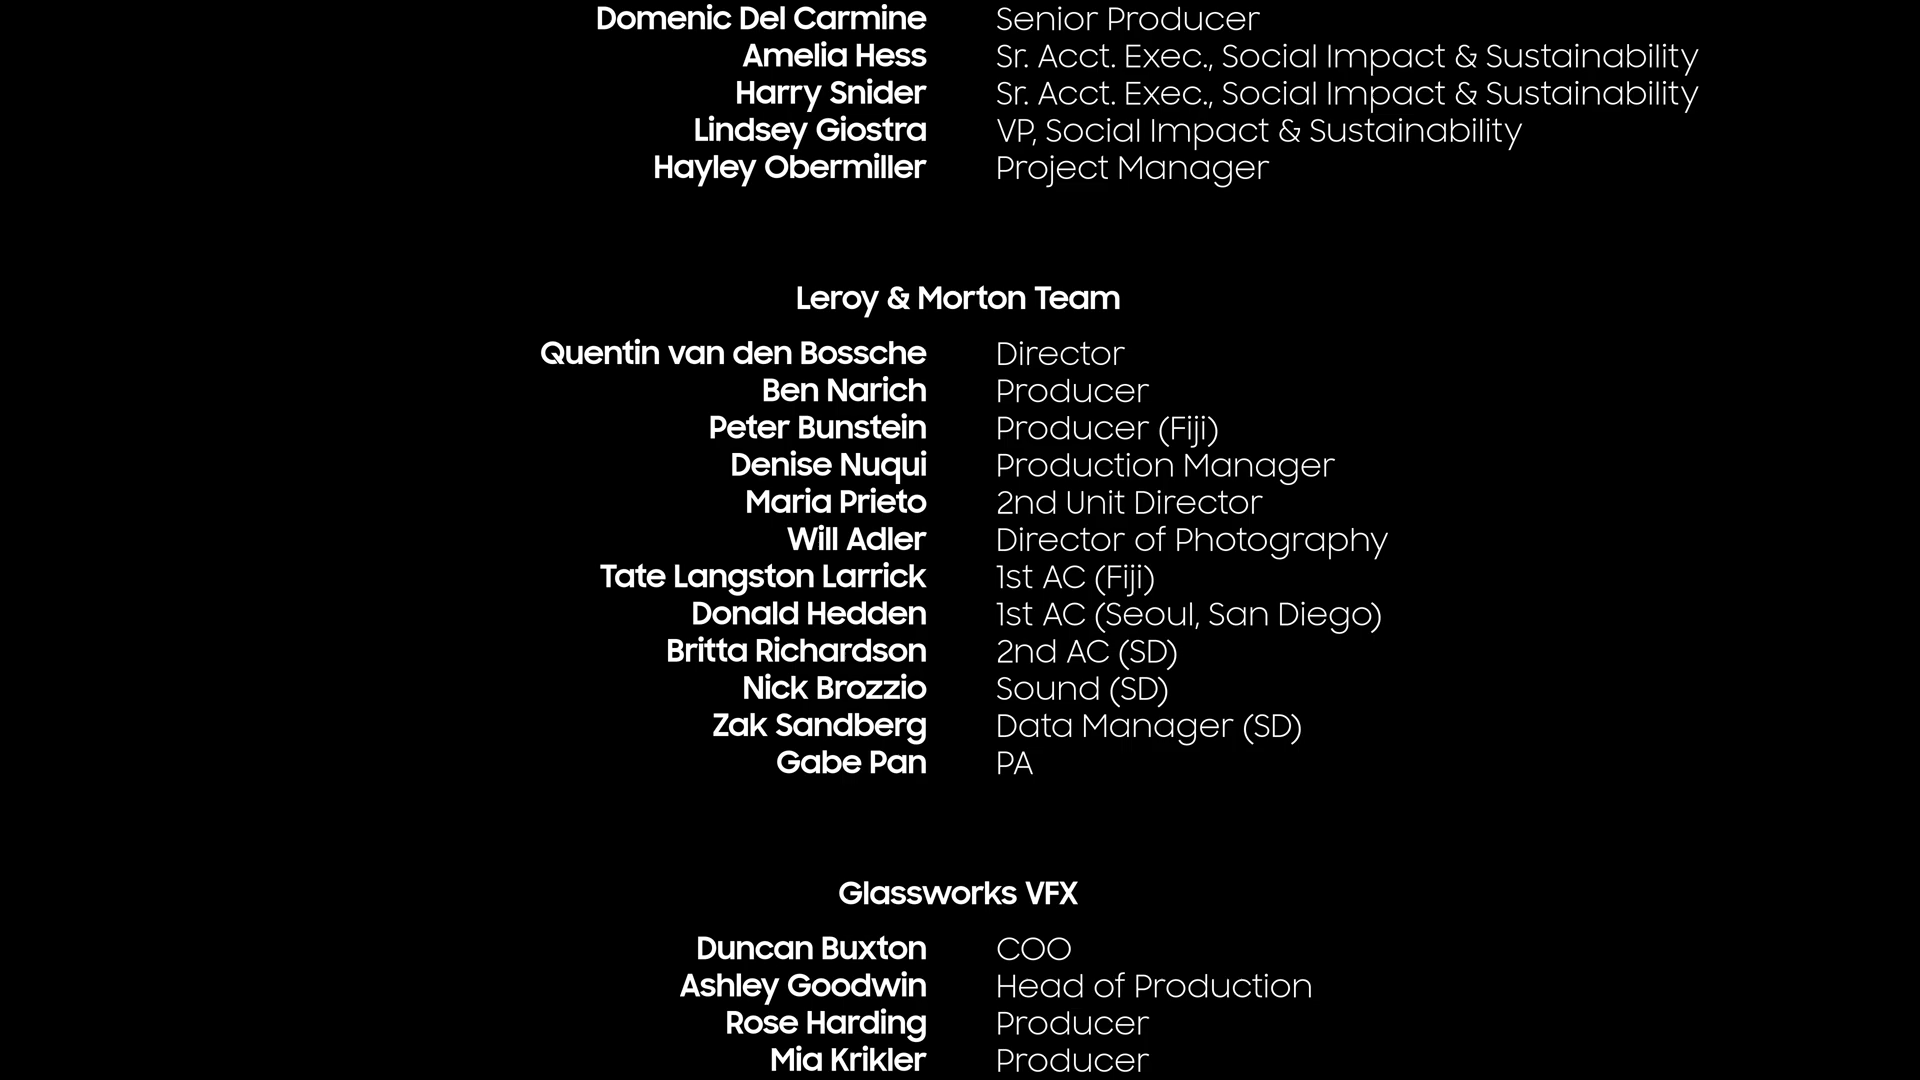 Domenic Del Carmine Senior Producer
Amelia Hess Sr. Acct. Exec., Social Impact & Sustainability
Harry Snider Sr. Acct. Exec., Social Impact & Sustainability
Lindsey Giostra VP, Social Impact & Sustainability
Hayley Obermiller Project Manager
Leroy & Morton Team
Quentin van den Bossche Director
Ben Narich Producer
Peter Bunstein Producer (Fiji)
Denise Nuqui Production Manager
Maria Prieto 2nd Unit Director
Will Adler Director of Photography
Tate Langston Larrick 1st AC (Fiji)
Donald Hedden 1st AC (Seoul, San Diego)
Britta Richardson 2nd AC (SD)
Nick Brozzio Sound (SD)
Zak Sandberg Data Manager (SD)
Gabe Pan PA
Glassworks VFX
Duncan Buxton COO
Ashley Goodwin Head of Production
Rose Harding Producer
Mia Krikler Producer